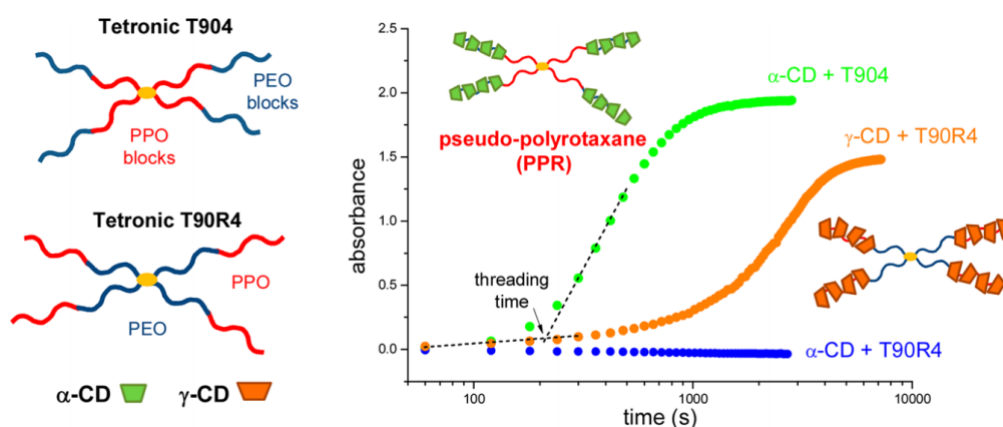 Tetronic T904
PEO
blocks
PPO
blocks
Tetronic T90R4
PPO
PEO
α-CD
γ-CD
absorbance
2.5
2.0
1.5
1.0
0.5
0.0
pseudo-polyrotaxane
(PPR)
α-CD + T904
γ-CD + T90R4
threading
time
α-CD + T90R4
100
1000
10000
time (s)